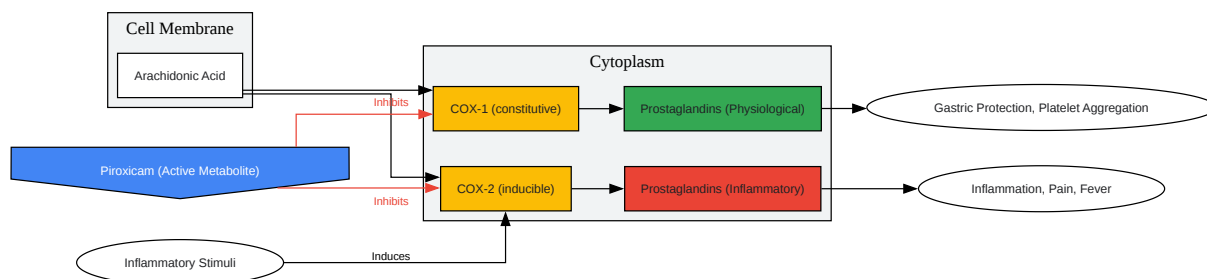 Cell Membrane
Arachidonic Acid
Cytoplasm
Inhibits
COX-1 (constitutive)
Prostaglandins (Physiological)
Gastric Protection, Platelet Aggregation
Piroxicam (Active Metabolite)
Inhibits
COX-2 (inducible)
Prostaglandins (Inflammatory)
Inflammation, Pain, Fever
Inflammatory Stimuli
Induces